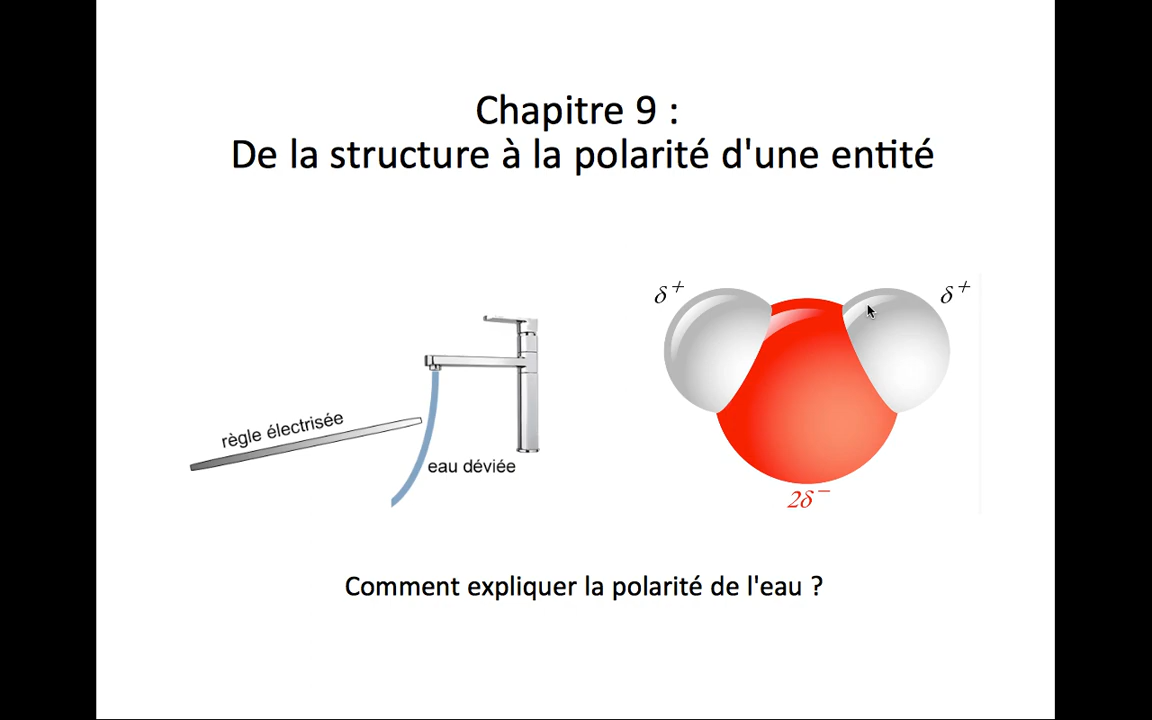 Chapitre 9 :
De la structure à la polarité d'une entité
δ+
δ+
règle électrisée
eau déviée
2δ−
Comment expliquer la polarité de l'eau ?